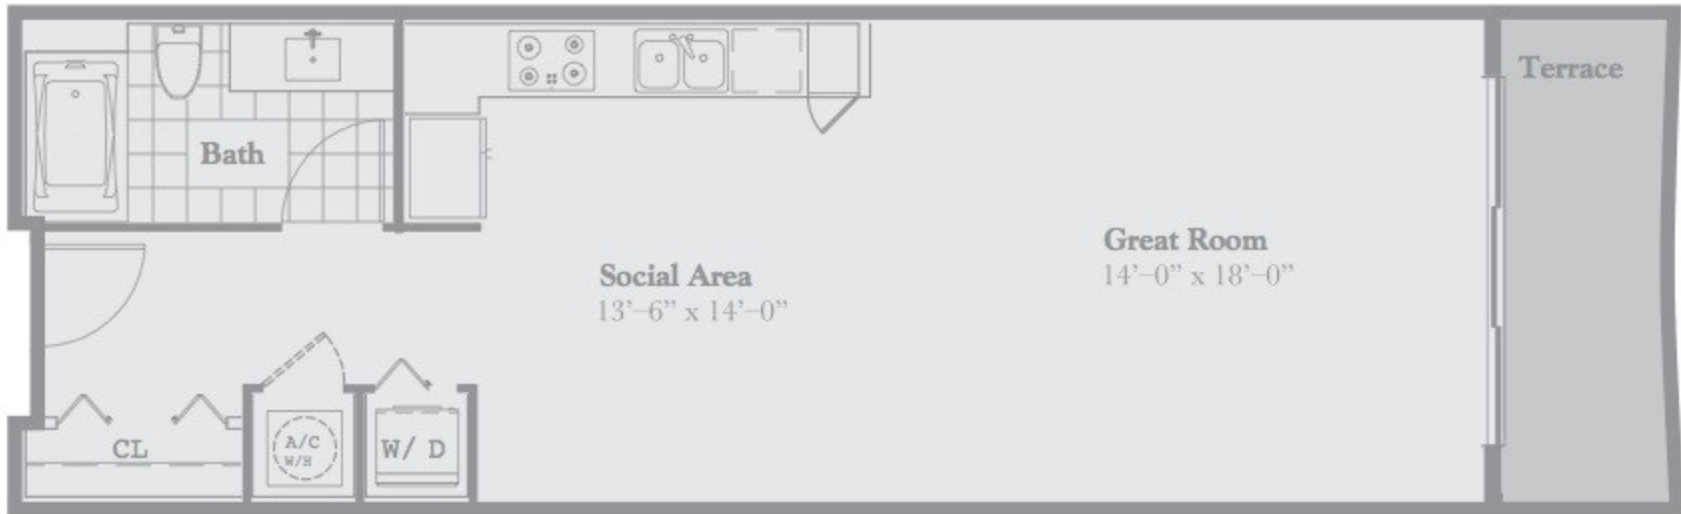 Terrace
Bath
Great Room
14’–0” x 18’–0”
Social Area
13’–6” x 14’–0”
CL
A/C
W/H
W/ D